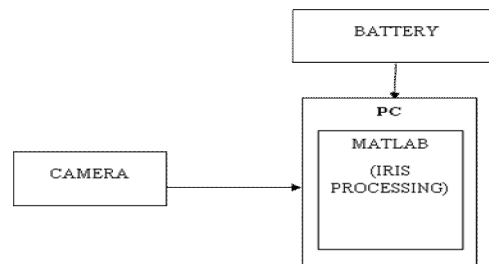 BATTERY
PC
MATLAB
(IRIS
PROCESSING)
CAMERA